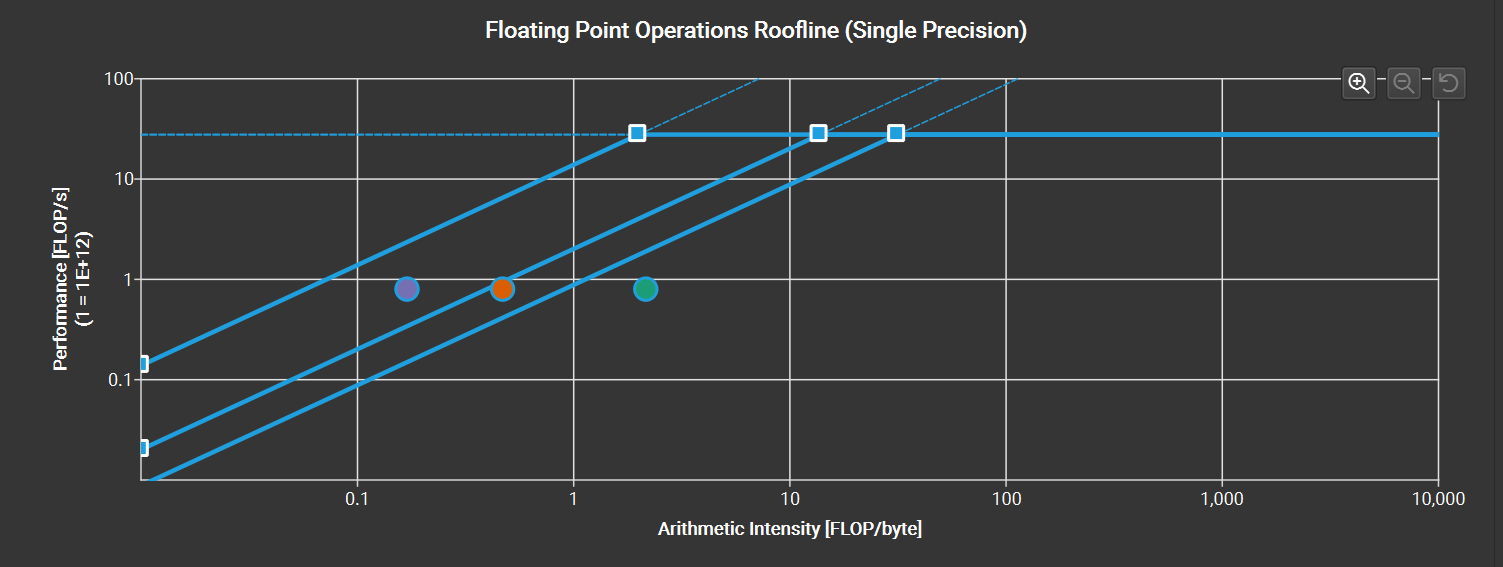 Floating Point Operations Roofline (Single Precision)
100
10
1
0.1
Performance [FLOP/s]
(1 = 1E+12)
0.1
1
10
100
1,000
10,000
Arithmetic Intensity [FLOP/byte]